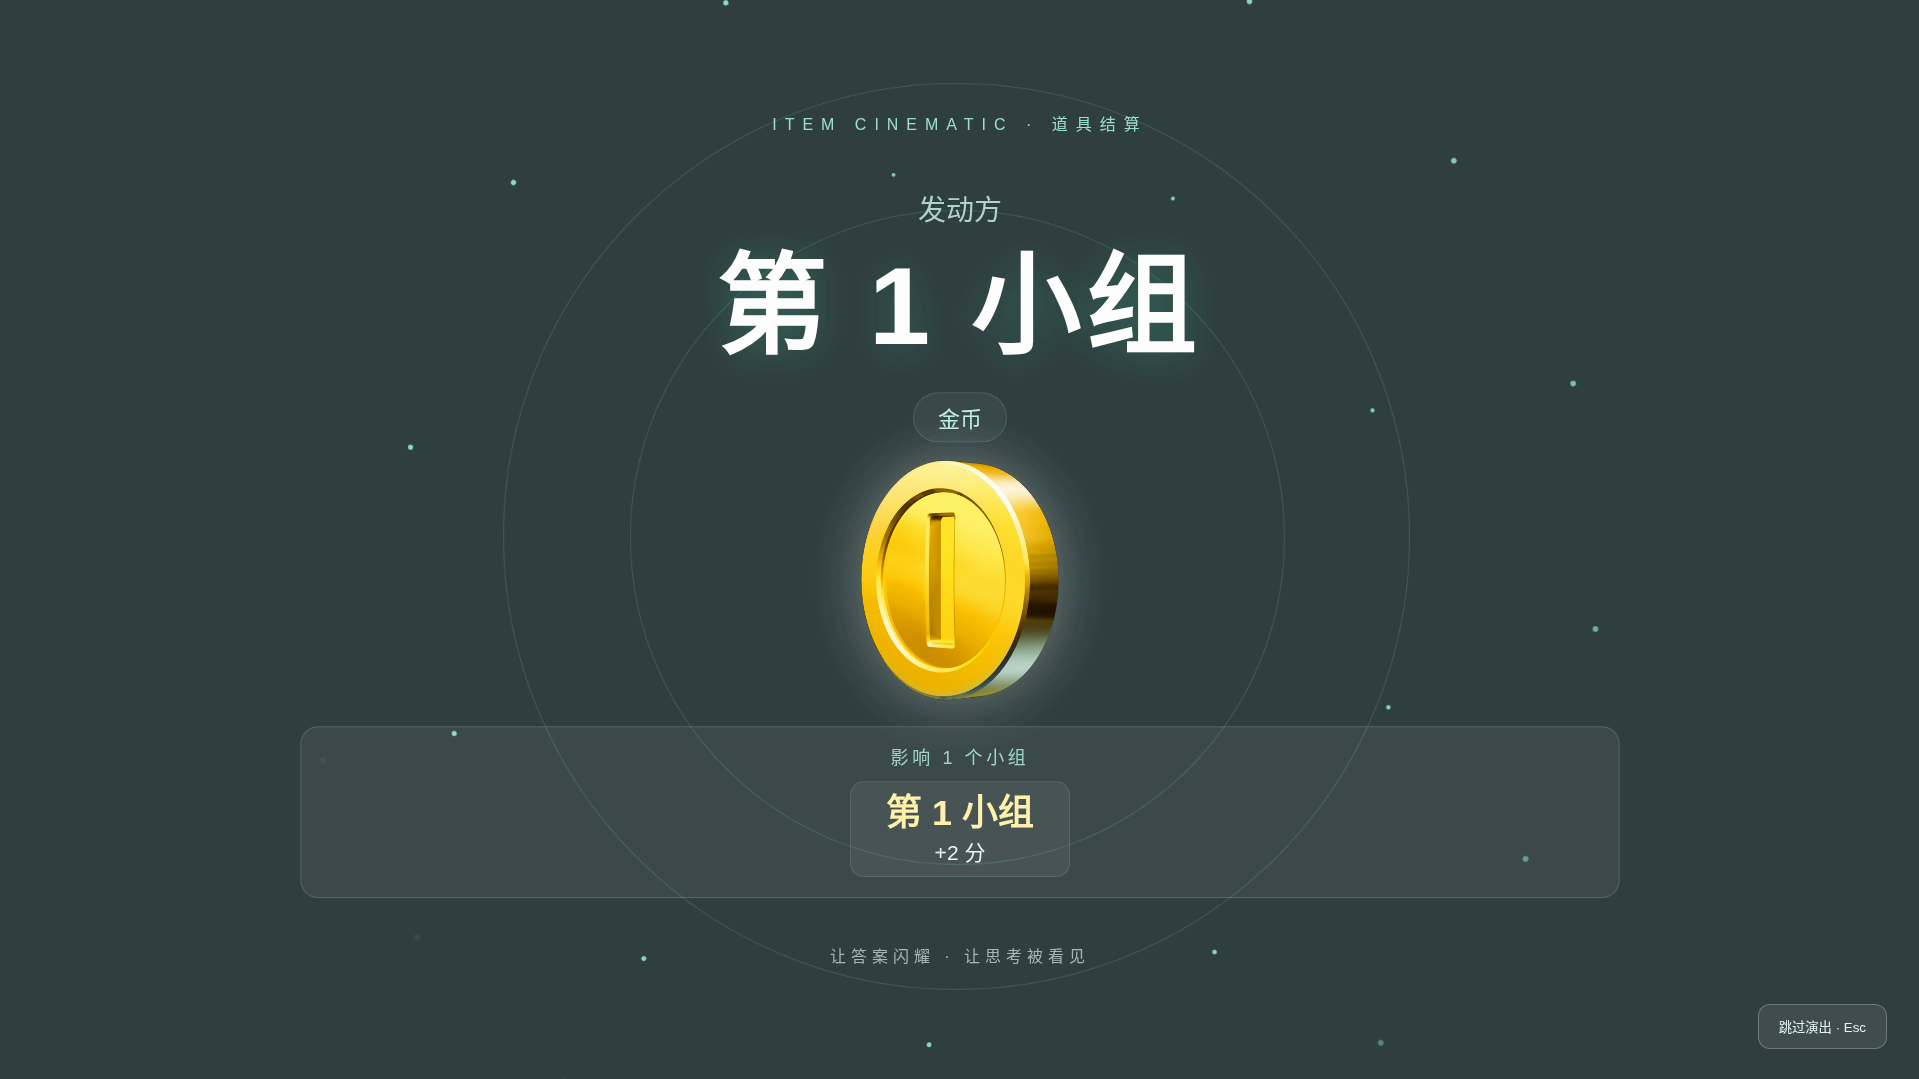 ITEM CINEMATIC · 道具结算
发动方
第 1 小组
金币
影响 1 个小组
第 1 小组
+2 分
让答案闪耀 · 让思考被看见
跳过演出 · Esc